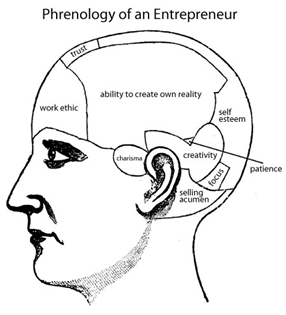 Phrenology of an Entrepreneur
trust
ability to create own reality
work ethic
self
esteem
charisma
creativity
patience
focus
selling
acumen